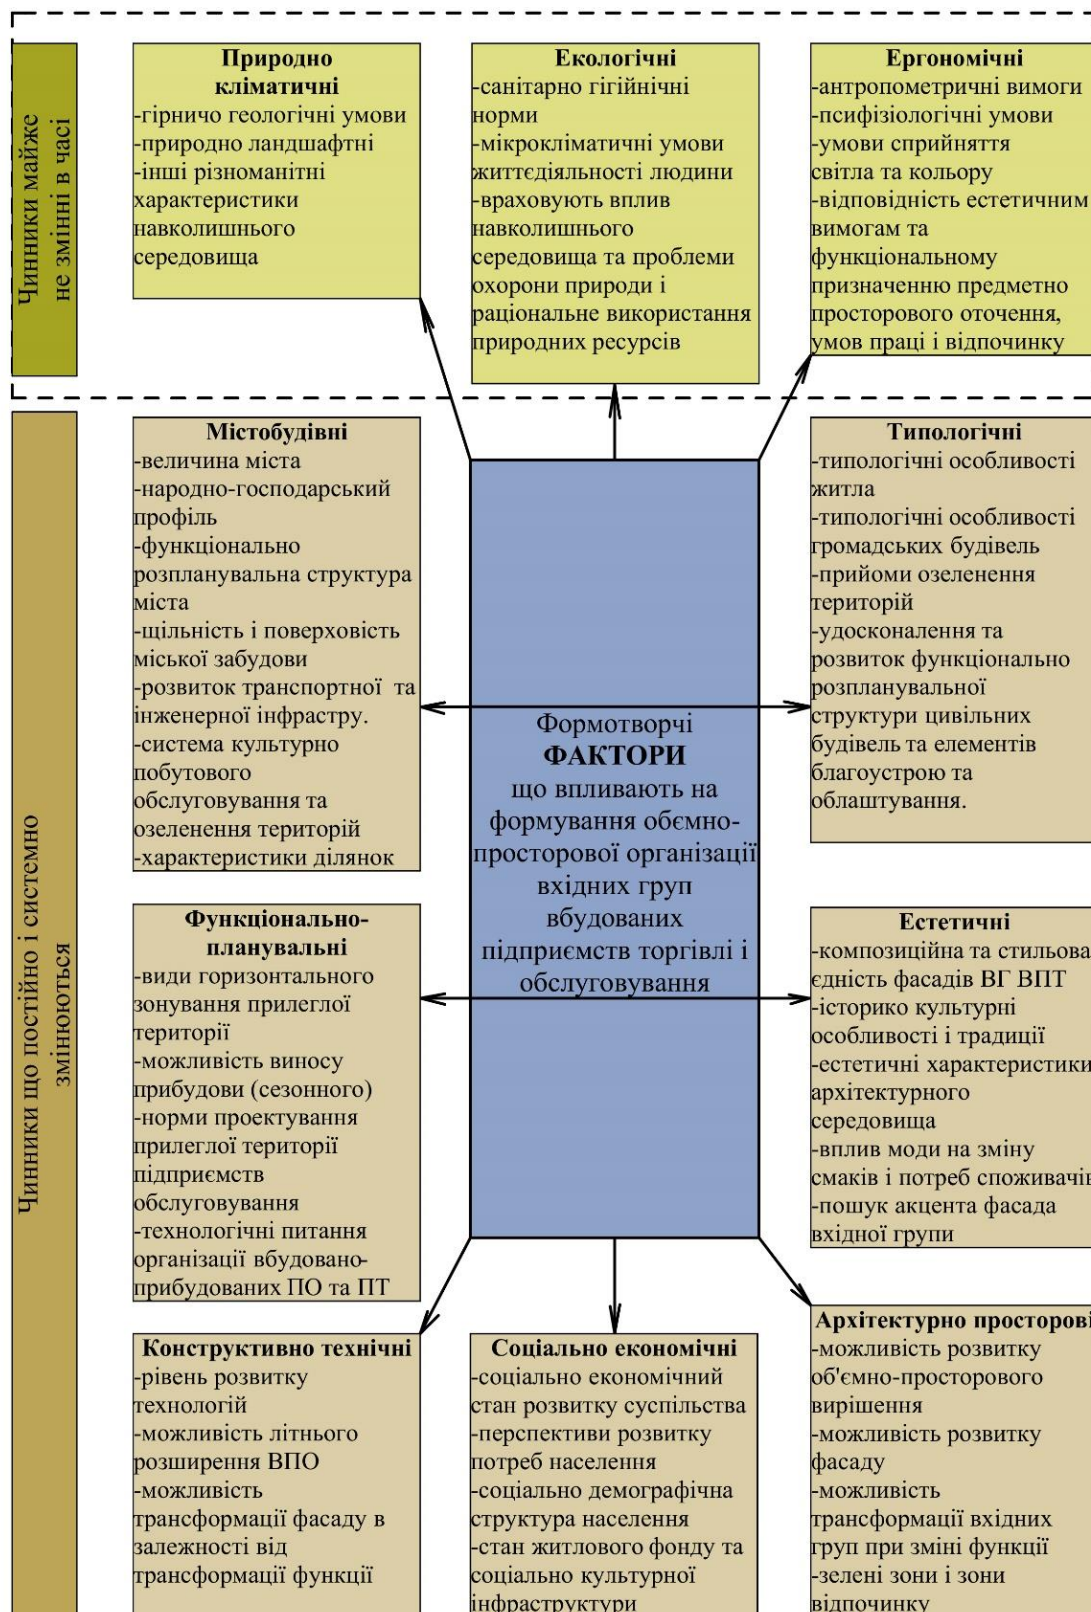 Чинники майже
не змінні в часі
Природно
кліматичні
-гірничо геологічні умови
-природно ландшафтні
-інші різноманітні
характеристики
навколишнього
середовища
Екологічні
-санітарно гігійнічні
норми
-мікрокліматичні умови
життєдіяльності людини
-враховують вплив
навколишнього
середовища та проблеми
охорони природи і
раціональне використання
природних ресурсів
Ергономічні
-антропометричні вимоги
-псифізіологічні умови
-умови сприйняття
світла та кольору
-відповідність естетичним
вимогам та
функціональному
призначенню предметно
просторового оточення,
умов праці і відпочинку
Чинники що постійно і системно
змінюються
Містобудівні
-величина міста
-народно-господарський
профіль
-функціонально
розпланувальна структура
міста
-щільність і поверховість
міської забудови
-розвиток транспортної та
інженерної інфрастру.
-система культурно
побутового
обслуговування та
озеленення територій
-характеристики ділянок
Формотворчі
ФАКТОРИ
що впливають на
формування обємно-
просторової організації
вхідних груп
вбудованих
підприємств торгівлі і
обслуговування
Типологічні
-типологічні особливості
житла
-типологічні особливості
громадських будівель
-прийоми озеленення
територій
-удосконалення та
розвиток функціонально
розпланувальної
структури цивільних
будівель та елементів
благоустрою та
облаштування.
Функціонально-
планувальні
-види горизонтального
зонування прилеглої
території
-можливість виносу
прибудови (сезонного)
-норми проектування
прилеглої території
підприємств
обслуговування
-технологічні питання
організації вбудовано-
прибудованих ПО та ПТ
Естетичні
-композиційна та стильова
єдність фасадів ВГ ВПТ
-історико культурні
особливості і традиції
-естетичні характеристики
архітектурного
середовища
-вплив моди на зміну
смаків і потреб споживачів
-пошук акцента фасада
вхідної групи
Конструктивно технічні
-рівень розвитку
технологій
-можливість літнього
розширення ВПО
-можливість
трансформації фасаду в
залежності від
трансформації функції
Соціально економічні
-соціально економічний
стан розвитку суспільства
-перспективи розвитку
потреб населення
-соціально демографічна
структура населення
-стан житлового фонду та
соціально культурної
інфраструктури
Архітектурно просторові
-можливість розвитку
об'ємно-просторового
вирішення
-можливість розвитку
фасаду
-можливість
трансформації вхідних
груп при зміні функції
-зелені зони і зони
відпочинку